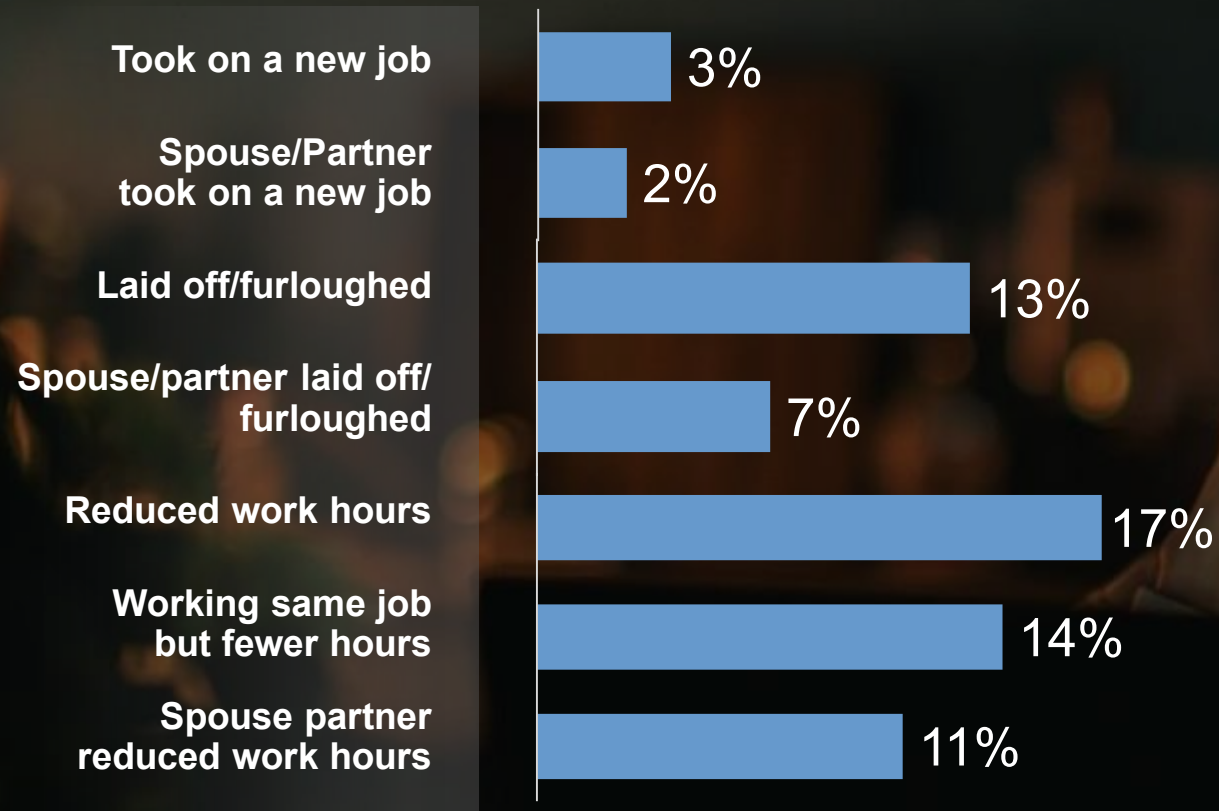 Took on a new job
3%
Spouse/Partner
took on a new job
2%
Laid off/furloughed
13%
Spouse/partner laid off/
furloughed
7%
Reduced work hours
17%
Working same job
but fewer hours
14%
Spouse partner
reduced work hours
11%